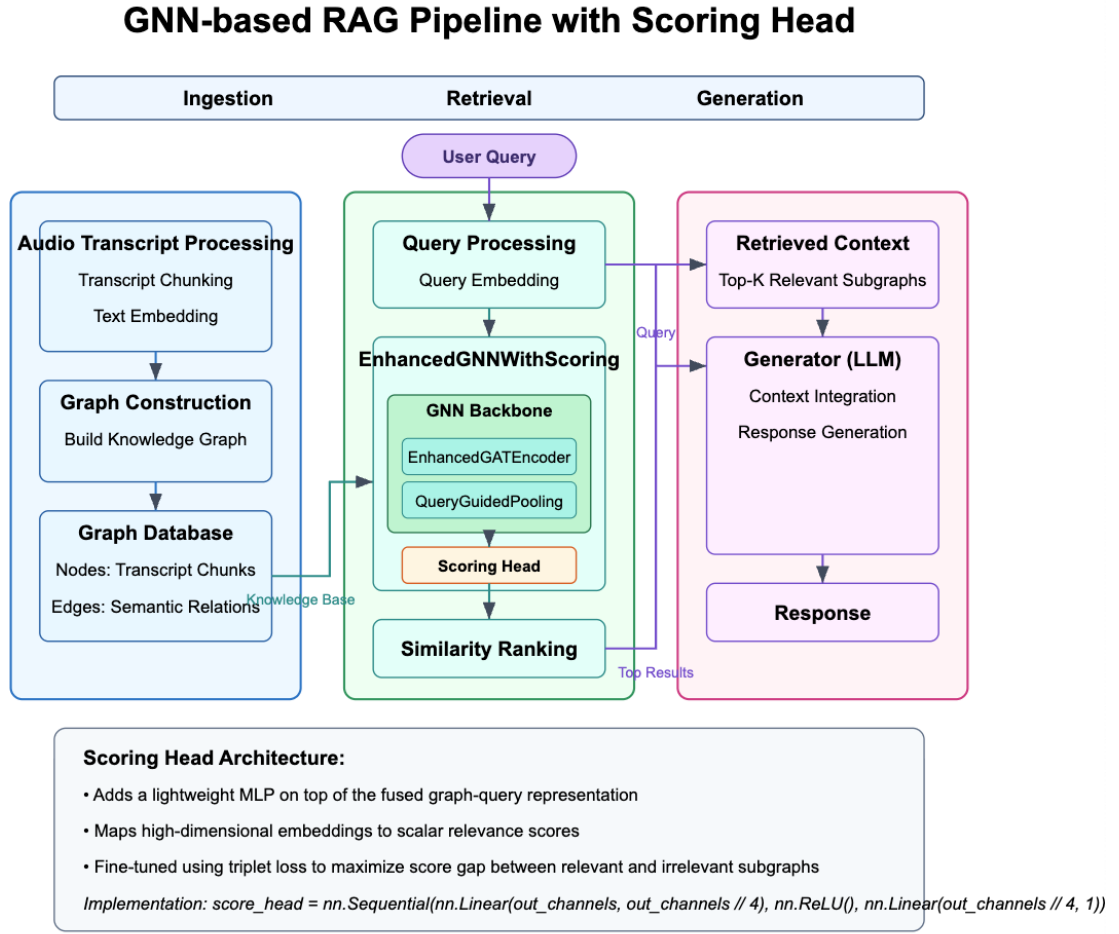 GNN-based RAG Pipeline with Scoring Head
Ingestion
Retrieval
Generation
User Query
Audio Transcript Processing
Transcript Chunking
Text Embedding
Graph Construction
Build Knowledge Graph
Graph Database
Nodes: Transcript Chunks
Edges: Semantic Relations
Knowledge Base
Query Processing
Query Embedding
EnhancedGNNWithScoring
GNN Backbone
EnhancedGATEncoder
QueryGuidedPooling
Scoring Head
Similarity Ranking
Query
Top Results
Retrieved Context
Top-K Relevant Subgraphs
Generator (LLM)
Context Integration
Response Generation
Response
Scoring Head Architecture:
• Adds a lightweight MLP on top of the fused graph-query representation
• Maps high-dimensional embeddings to scalar relevance scores
• Fine-tuned using triplet loss to maximize score gap between relevant and irrelevant subgraphs
Implementation: score_head = nn.Sequential(nn.Linear(out_channels, out_channels // 4), nn.ReLU(), nn.Linear(out_channels // 4, 1))